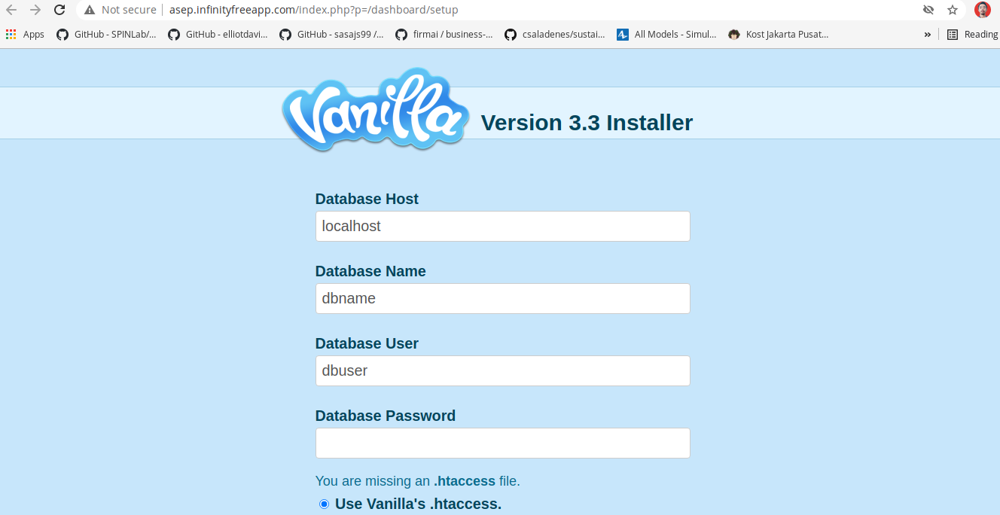 Not secure asep.infinityfreeapp.com/index.php?p=/dashboard/setup
Apps GitHub - SPINLab/... GitHub - elliotdavi... GitHub - sasajs99 /... firmai / business-... csaladenes/sustai... All Models - Simul... Kost Jakarta Pusat... » Reading
Vanilla Version 3.3 Installer
Database Host
localhost
Database Name
dbname
Database User
dbuser
Database Password
You are missing an .htaccess file.
Use Vanilla's .htaccess.